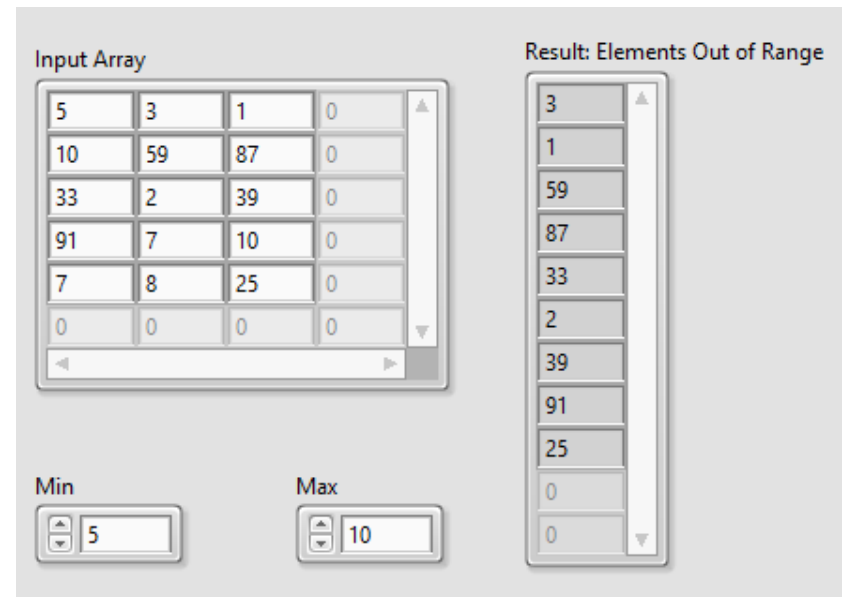 Input Array
5 3 1 0
10 59 87 0
33 2 39 0
91 7 10 0
7 8 25 0
0 0 0 0
Min
5
Max
10
Result: Elements Out of Range
3
1
59
87
33
2
39
91
25
0
0